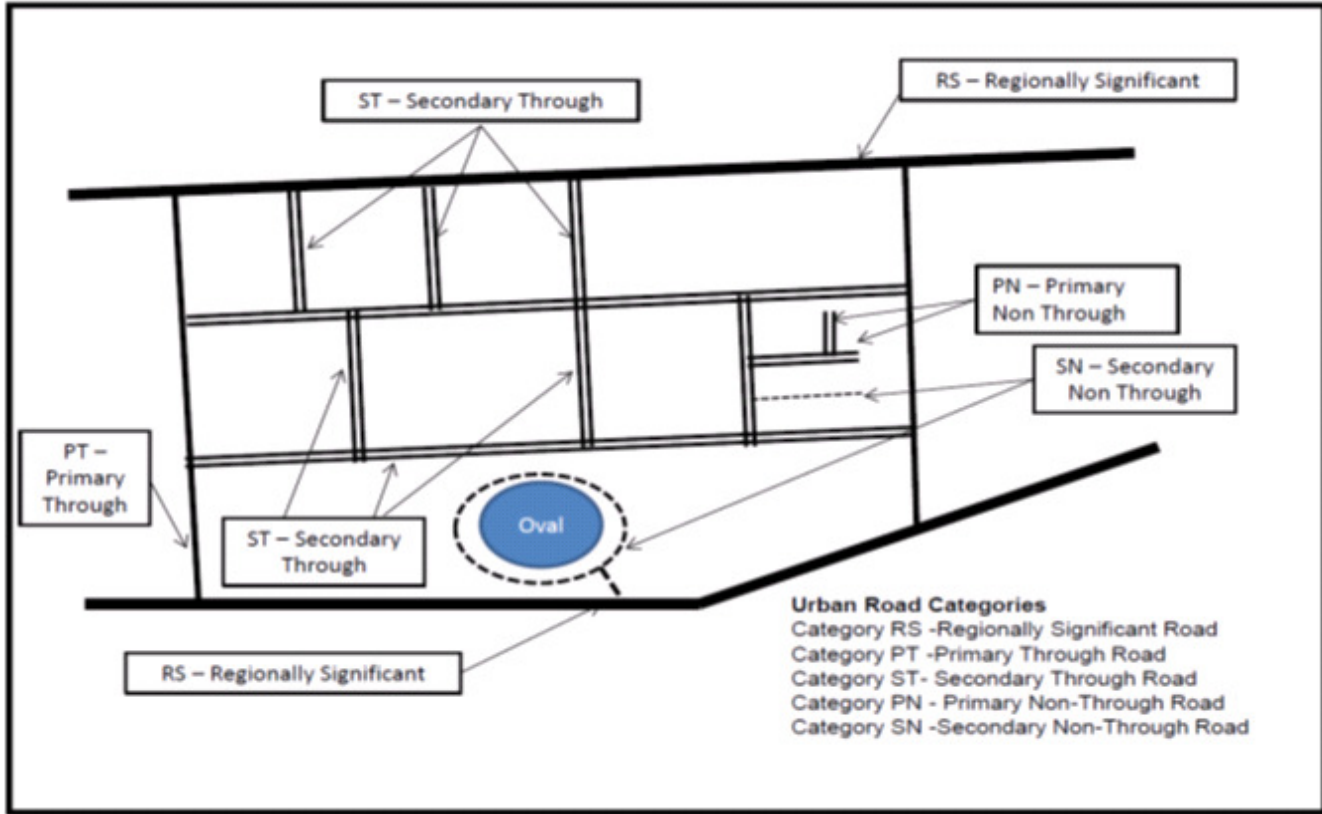 RS – Regionally Significant
ST – Secondary Through
PN – Primary
Non Through
SN – Secondary
Non Through
PT –
Primary
Through
Oval
ST – Secondary
Through
RS – Regionally Significant
Urban Road Categories
Category RS -Regionally Significant Road
Category PT -Primary Through Road
Category ST- Secondary Through Road
Category PN - Primary Non-Through Road
Category SN -Secondary Non-Through Road